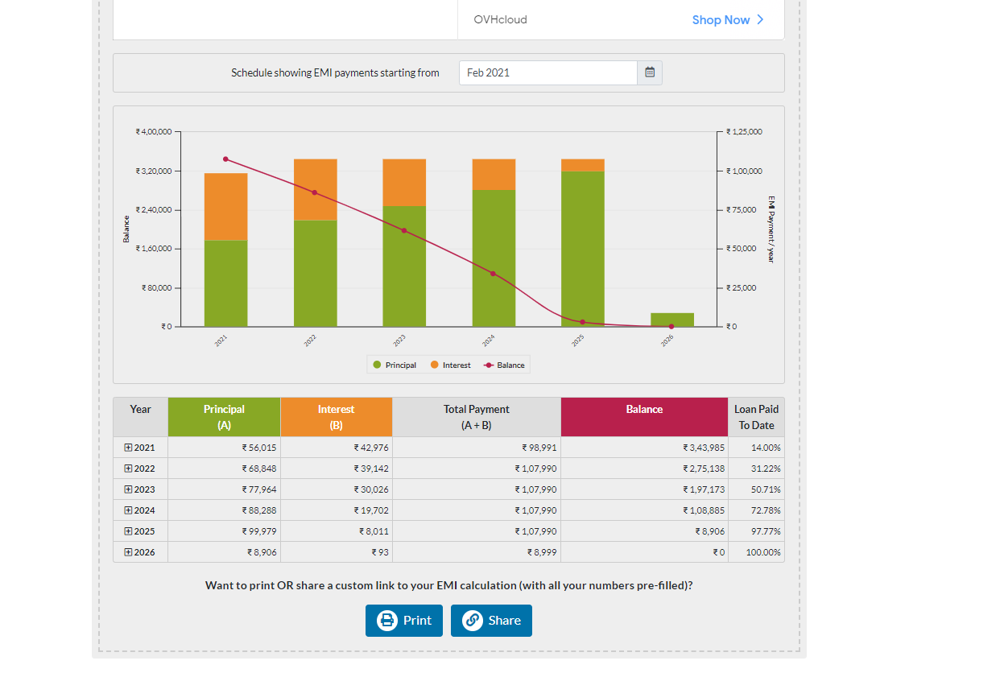 OVHcloud Shop Now
Schedule showing EMI payments starting from Feb 2021
₹ 4,00,000 ₹ 1,25,000
₹ 3,20,000 ₹ 1,00,000
₹ 2,40,000 ₹ 75,000
₹ 1,60,000 ₹ 50,000
₹ 80,000 ₹ 25,000
₹ 0 ₹ 0
Balance
EMI Payment / year
2021 2022 2023 2024 2025 2026
Principal Interest Balance
Year Principal Interest Total Payment Balance Loan Paid
(A) (B) (A + B) To Date
2021 ₹ 56,015 ₹ 42,976 ₹ 98,991 ₹ 3,43,985 14.00%
2022 ₹ 68,848 ₹ 39,142 ₹ 1,07,990 ₹ 2,75,138 31.22%
2023 ₹ 77,964 ₹ 30,026 ₹ 1,07,990 ₹ 1,97,173 50.71%
2024 ₹ 88,288 ₹ 19,702 ₹ 1,07,990 ₹ 1,08,885 72.78%
2025 ₹ 99,979 ₹ 8,011 ₹ 1,07,990 ₹ 8,906 97.77%
2026 ₹ 8,906 ₹ 93 ₹ 8,999 ₹ 0 100.00%
Want to print OR share a custom link to your EMI calculation (with all your numbers pre-filled)?
Print Share